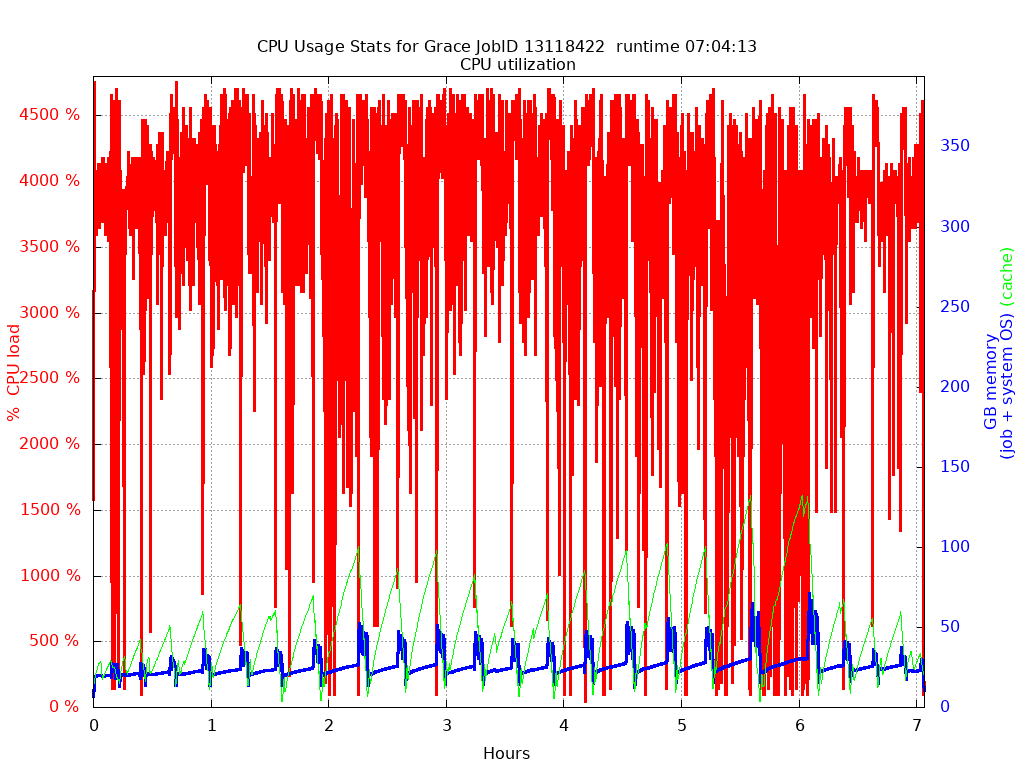 CPU Usage Stats for Grace JobID 13118422  runtime 07:04:13
CPU utilization
4500 %
4000 %
3500 %
3000 %
2500 %
2000 %
1500 %
1000 %
500 %
0 %
% CPU load
350
300
250
200
150
100
50
0
GB memory
(job + system OS) (cache)
0 1 2 3 4 5 6 7
Hours